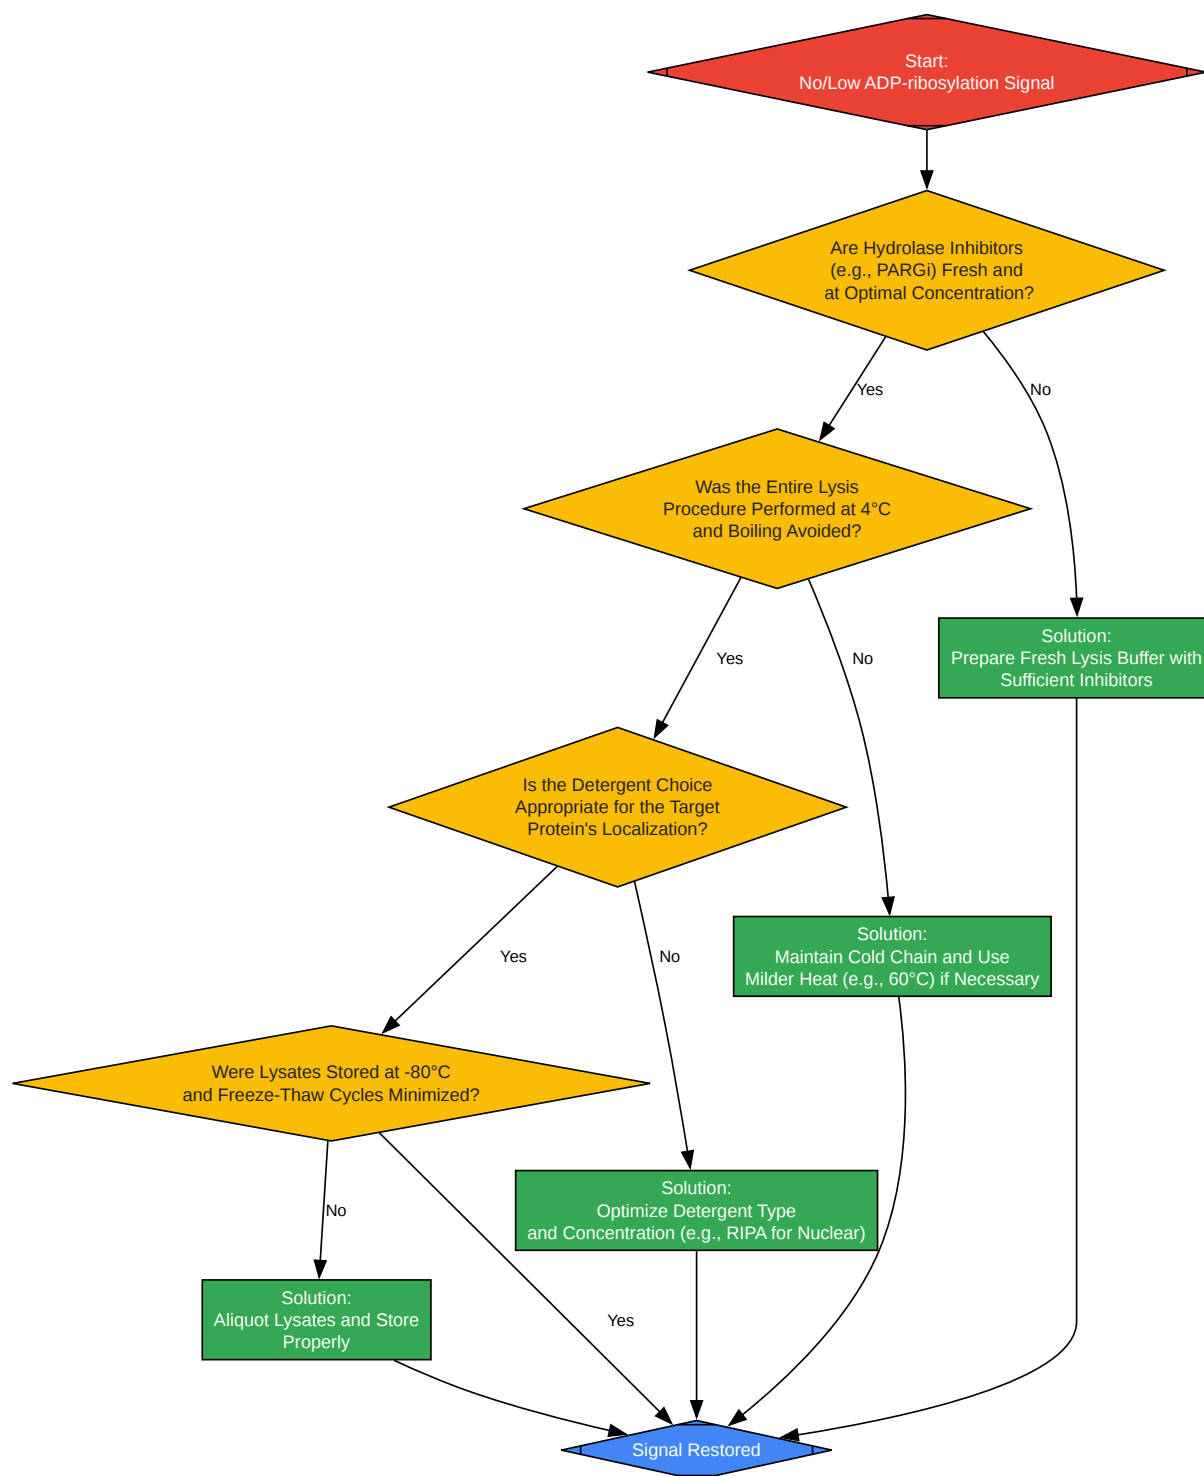 Start:
No/Low ADP-ribosylation Signal
Are Hydrolase Inhibitors
(e.g., PARGi) Fresh and
at Optimal Concentration?
Yes
No
Was the Entire Lysis
Procedure Performed at 4°C
and Boiling Avoided?
Solution:
Prepare Fresh Lysis Buffer with
Sufficient Inhibitors
Yes
No
Is the Detergent Choice
Appropriate for the Target
Protein's Localization?
Solution:
Maintain Cold Chain and Use
Milder Heat (e.g., 60°C) if Necessary
Yes
No
Were Lysates Stored at -80°C
and Freeze-Thaw Cycles Minimized?
Solution:
Optimize Detergent Type
and Concentration (e.g., RIPA for Nuclear)
No
Yes
Solution:
Aliquot Lysates and Store
Properly
Signal Restored